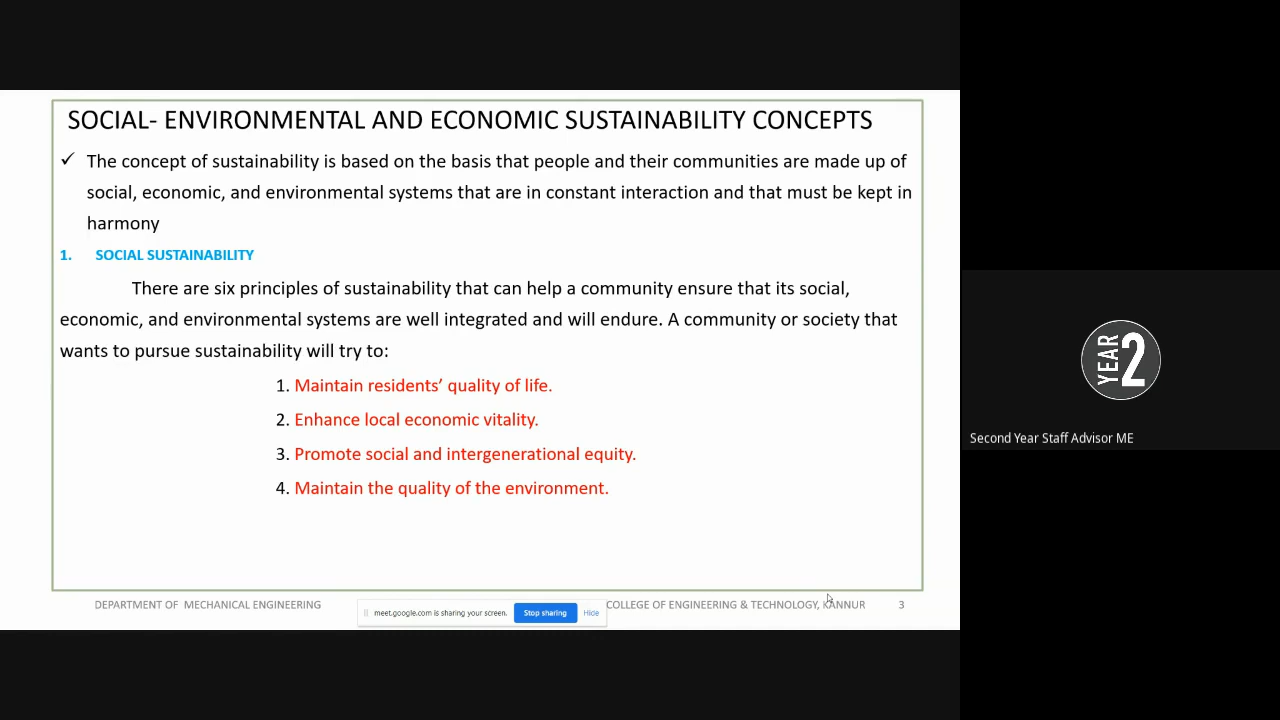 SOCIAL- ENVIRONMENTAL AND ECONOMIC SUSTAINABILITY CONCEPTS
✓ The concept of sustainability is based on the basis that people and their communities are made up of
social, economic, and environmental systems that are in constant interaction and that must be kept in
harmony
1. SOCIAL SUSTAINABILITY
There are six principles of sustainability that can help a community ensure that its social,
economic, and environmental systems are well integrated and will endure. A community or society that
wants to pursue sustainability will try to:
1. Maintain residents’ quality of life.
2. Enhance local economic vitality.
3. Promote social and intergenerational equity.
4. Maintain the quality of the environment.
DEPARTMENT OF MECHANICAL ENGINEERING
meet.google.com is sharing your screen.
Stop sharing
Hide
COLLEGE OF ENGINEERING & TECHNOLOGY, KANNUR
3
YEAR 2
Second Year Staff Advisor ME